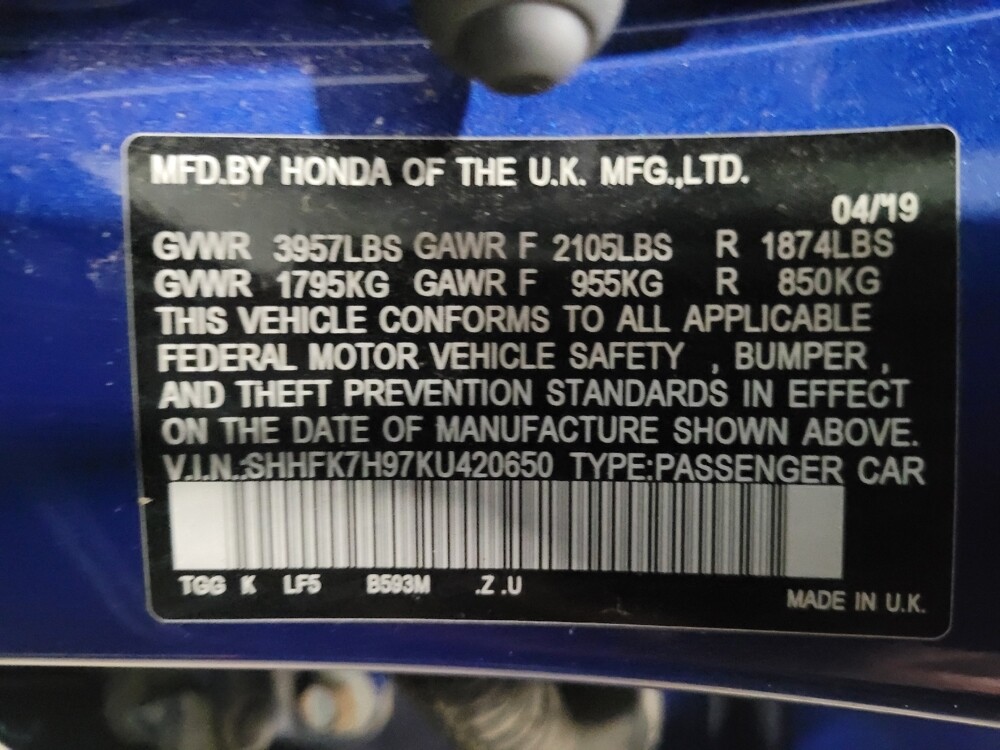 MFD.BY HONDA OF THE U.K. MFG.,LTD.
04/19
GVWR 3957LBS GAWR F 2105LBS R 1874LBS
GVWR 1795KG GAWR F 955KG R 850KG
THIS VEHICLE CONFORMS TO ALL APPLICABLE
FEDERAL MOTOR VEHICLE SAFETY , BUMPER ,
AND THEFT PREVENTION STANDARDS IN EFFECT
ON THE DATE OF MANUFACTURE SHOWN ABOVE.
V.I.N.:SHHFK7H97KU420650 TYPE:PASSENGER CAR
TGG K LF5 B593M .Z .U
MADE IN U.K.